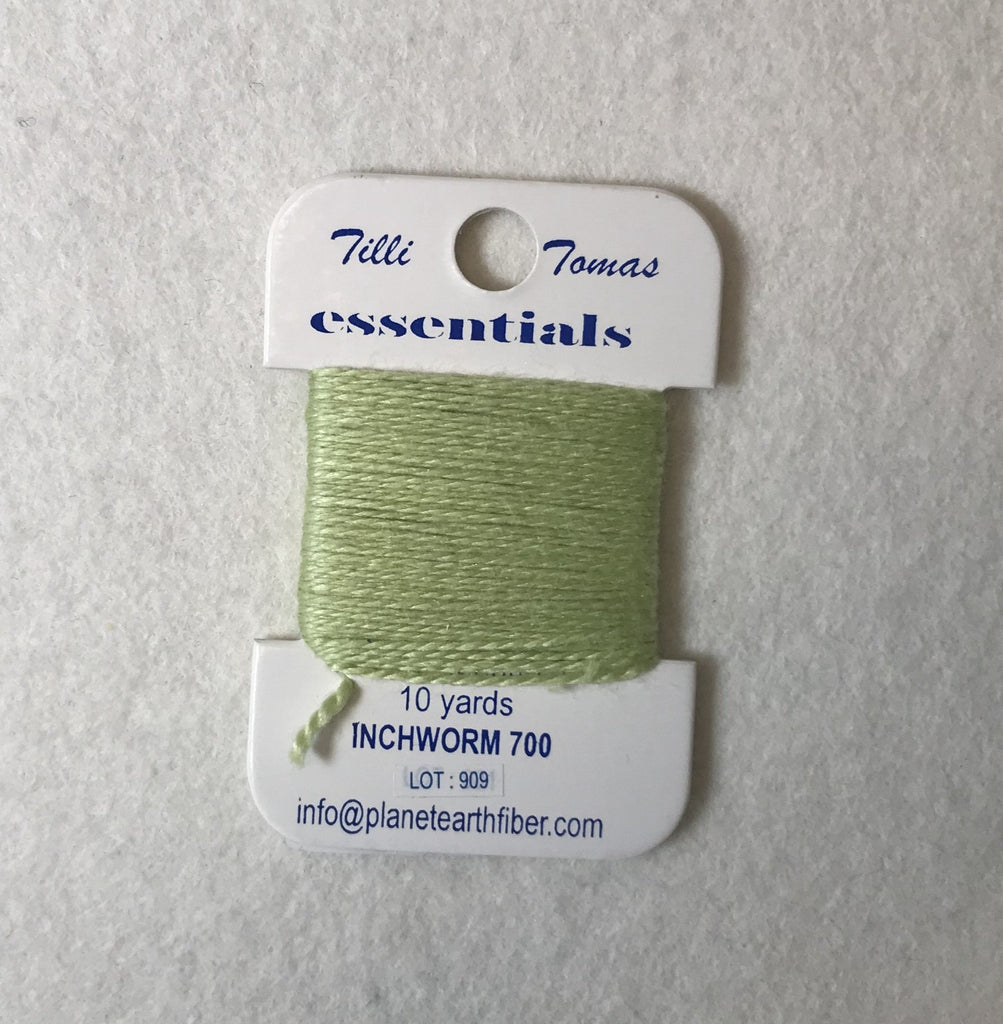 Tilli Tomas
essentials
10 yards
INCHWORM 700
LOT : 909
info@planetearthfiber.com